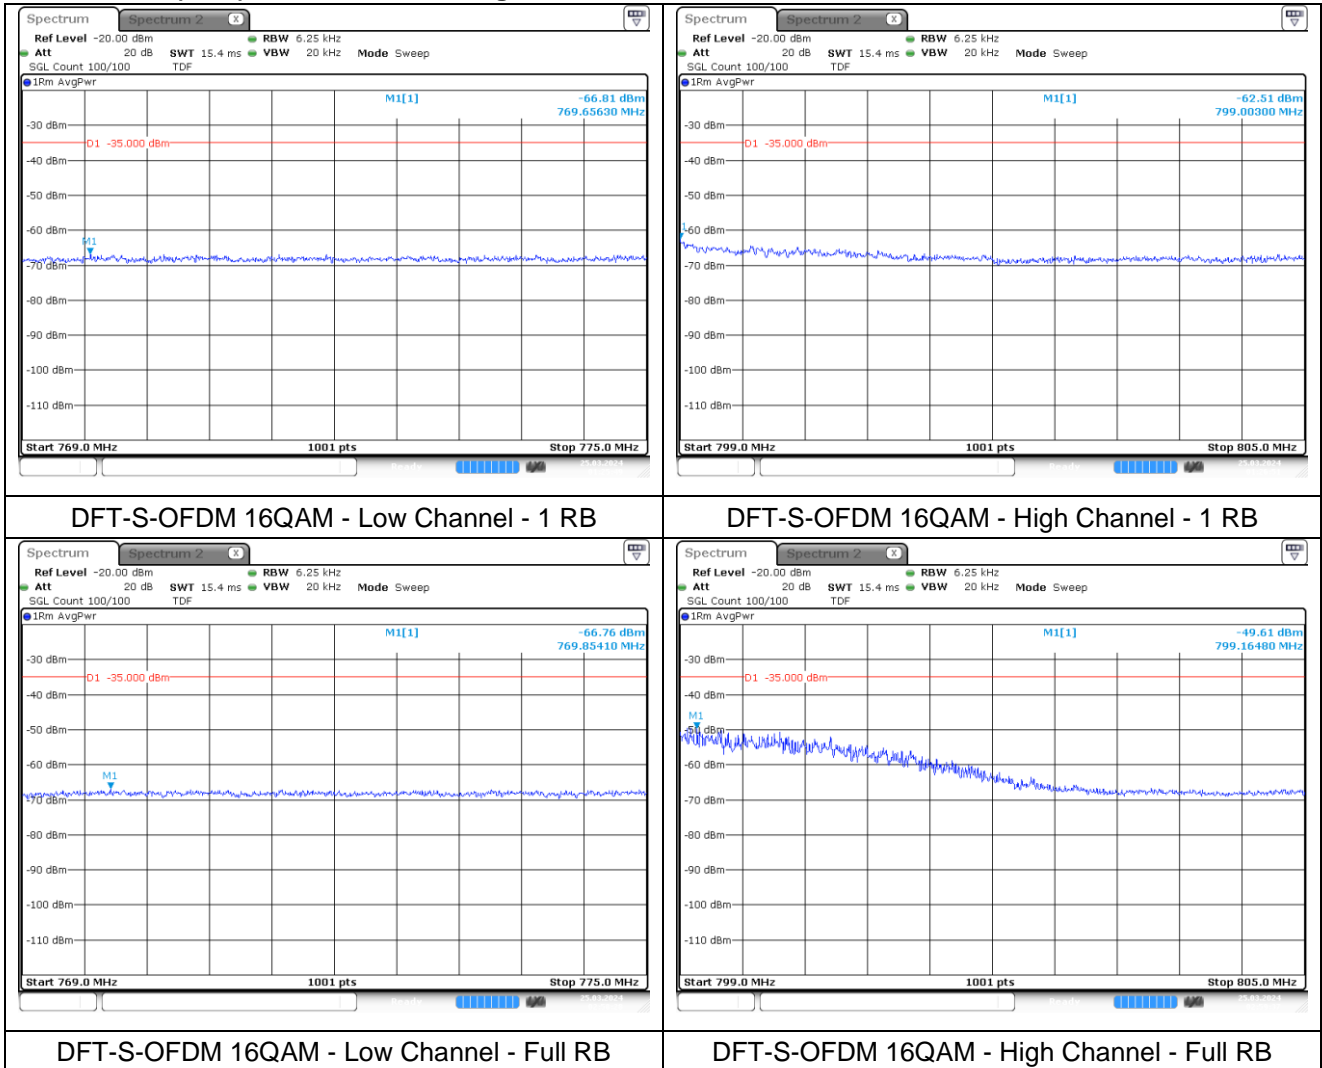 Spectrum Spectrum 2 X
Ref Level -20.00 dBm RBW 6.25 kHz
Att 20 dB SWT 15.4 ms VBW 20 kHz Mode Sweep
SGL Count 100/100 TDF
1Rm AvgPwr
M1[1] -66.81 dBm
769.65630 MHz
-30 dBm
D1 -35.000 dBm
-40 dBm
-50 dBm
-60 dBm
M1
-70 dBm
-80 dBm
-90 dBm
-100 dBm
-110 dBm
Start 769.0 MHz 1001 pts Stop 775.0 MHz
Ready 25.03.2024
DFT-S-OFDM 16QAM - Low Channel - 1 RB
Spectrum Spectrum 2 X
Ref Level -20.00 dBm RBW 6.25 kHz
Att 20 dB SWT 15.4 ms VBW 20 kHz Mode Sweep
SGL Count 100/100 TDF
1Rm AvgPwr
M1[1] -62.51 dBm
799.00300 MHz
-30 dBm
D1 -35.000 dBm
-40 dBm
-50 dBm
-60 dBm
-70 dBm
-80 dBm
-90 dBm
-100 dBm
-110 dBm
Start 799.0 MHz 1001 pts Stop 805.0 MHz
Ready 25.03.2024
DFT-S-OFDM 16QAM - High Channel - 1 RB
Spectrum Spectrum 2 X
Ref Level -20.00 dBm RBW 6.25 kHz
Att 20 dB SWT 15.4 ms VBW 20 kHz Mode Sweep
SGL Count 100/100 TDF
1Rm AvgPwr
M1[1] -66.76 dBm
769.85410 MHz
-30 dBm
D1 -35.000 dBm
-40 dBm
-50 dBm
-60 dBm
M1
-70 dBm
-80 dBm
-90 dBm
-100 dBm
-110 dBm
Start 769.0 MHz 1001 pts Stop 775.0 MHz
Ready 25.03.2024
DFT-S-OFDM 16QAM - Low Channel - Full RB
Spectrum Spectrum 2 X
Ref Level -20.00 dBm RBW 6.25 kHz
Att 20 dB SWT 15.4 ms VBW 20 kHz Mode Sweep
SGL Count 100/100 TDF
1Rm AvgPwr
M1[1] -49.61 dBm
799.16480 MHz
-30 dBm
D1 -35.000 dBm
-40 dBm
M1
-50 dBm
-60 dBm
-70 dBm
-80 dBm
-90 dBm
-100 dBm
-110 dBm
Start 799.0 MHz 1001 pts Stop 805.0 MHz
Ready 25.03.2024
DFT-S-OFDM 16QAM - High Channel - Full RB